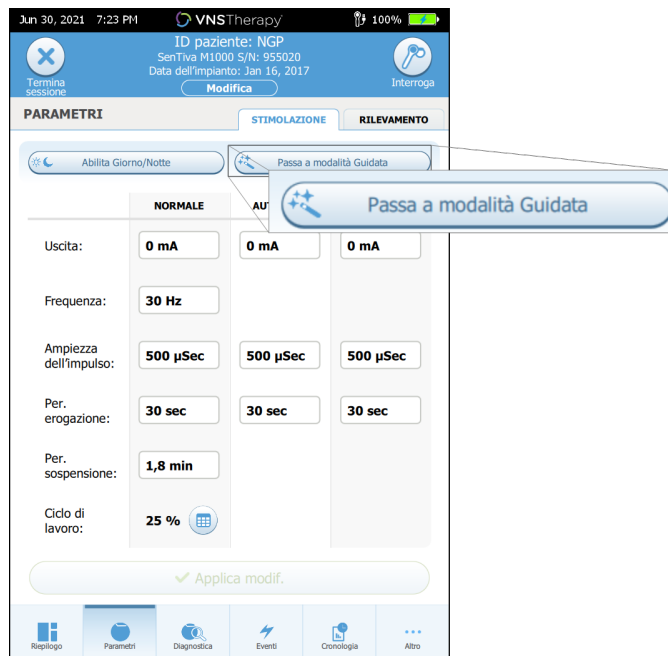 Jun 30, 2021 7:23 PM VNSTherapy 100%
ID paziente: NGP
SenTiva M1000 S/N: 955020
Data dell'impianto: Jan 16, 2017
Modifica
Termina
sessione
Interroga
PARAMETRI
STIMOLAZIONE RILEVAMENTO
Abilita Giorno/Notte Passa a modalità Guidata
Passa a modalità Guidata
NORMALE AUT
Uscita: 0 mA 0 mA 0 mA
Frequenza: 30 Hz
Ampiezza
dell'impulso: 500 µSec 500 µSec 500 µSec
Per.
erogazione: 30 sec 30 sec 30 sec
Per.
sospensione: 1,8 min
Ciclo di
lavoro: 25 %
Applica modif.
Riepilogo Parametri Diagnostica Eventi Cronologia Altro